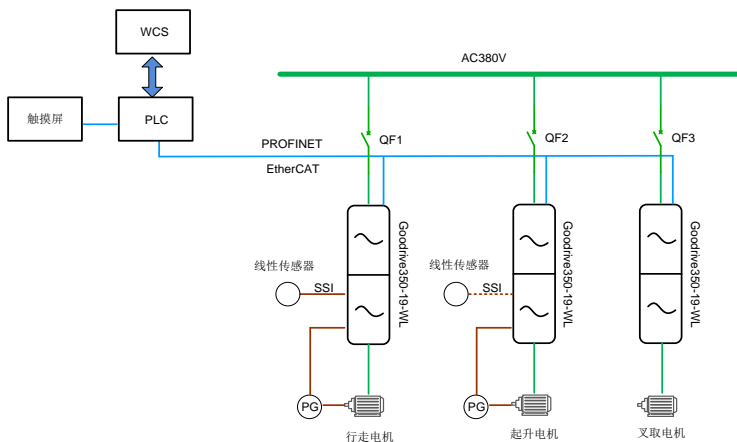 WCS
AC380V
触摸屏
PLC
QF1
QF2
QF3
PROFINET
EtherCAT
Goodrive350-19-WL
Goodrive350-19-WL
Goodrive350-19-WL
线性传感器
SSI
线性传感器
SSI
PG
PG
行走电机
起升电机
叉取电机